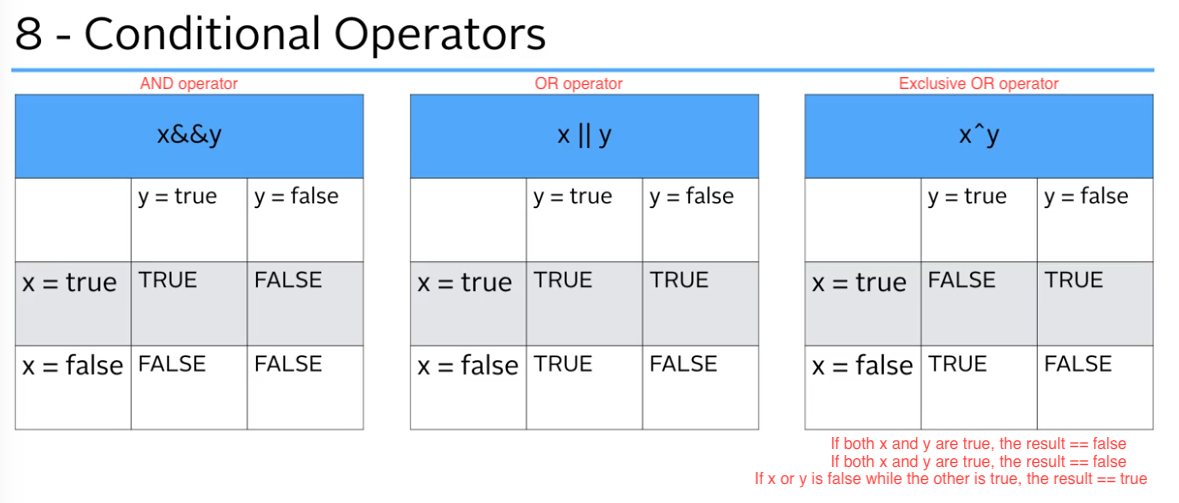 8 - Conditional Operators
AND operator
x&&y
y = true y = false
x = true TRUE FALSE
x = false FALSE FALSE
OR operator
x || y
y = true y = false
x = true TRUE TRUE
x = false TRUE FALSE
Exclusive OR operator
x^y
y = true y = false
x = true FALSE TRUE
x = false TRUE FALSE
If both x and y are true, the result == false
If both x and y are true, the result == false
If x or y is false while the other is true, the result == true